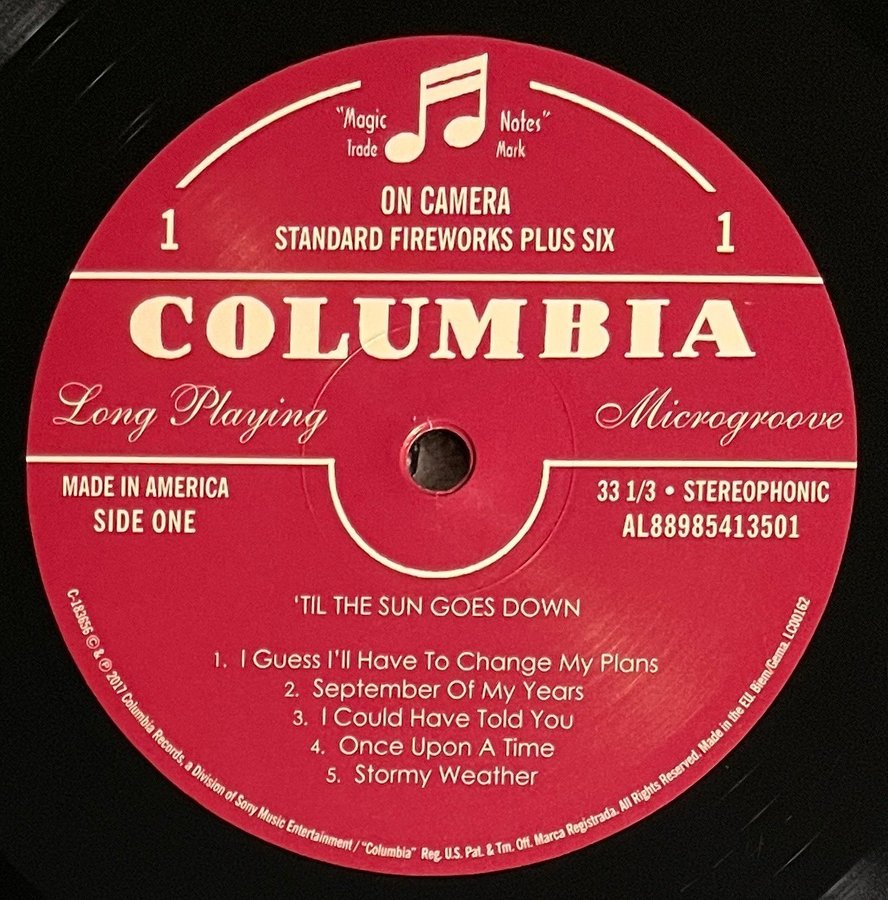 "Magic Notes"
Trade Mark
ON CAMERA
STANDARD FIREWORKS PLUS SIX
1
1
COLUMBIA
Long Playing
Microgroove
MADE IN AMERICA
SIDE ONE
33 1/3 • STEREOPHONIC
AL88985413501
'TIL THE SUN GOES DOWN
1. I Guess I'll Have To Change My Plans
2. September Of My Years
3. I Could Have Told You
4. Once Upon A Time
5. Stormy Weather
C-183656 © & ℗ 2017 Columbia Records, a Division of Sony Music Entertainment / "Columbia" Reg. U.S. Pat. & Tm. Off. Marca Registrada. All Rights Reserved. Made in the EU. Biem/Gema. LC00162